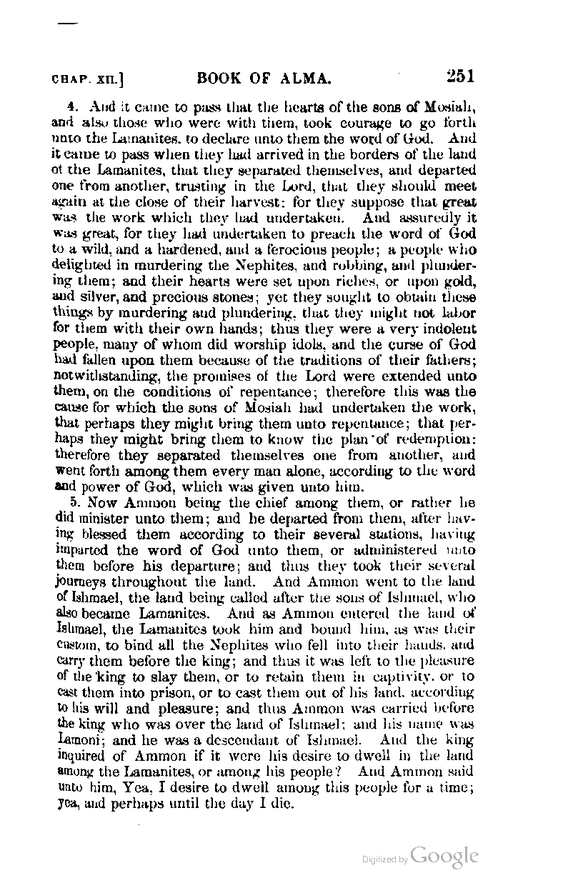 CHAP. XII.] BOOK OF ALMA. 251
4. And it came to pass that the hearts of the sons of Mosiah,
and also those who were with them, took courage to go forth
unto the Lamanites, to declare unto them the word of God. And
it came to pass when they had arrived in the borders of the land
of the Lamanites, that they separated themselves, and departed
one from another, trusting in the Lord, that they should meet
again at the close of their harvest: for they suppose that great
was the work which they had undertaken. And assuredly it
was great, for they had undertaken to preach the word of God
to a wild, and a hardened, and a ferocious people; a people who
delighted in murdering the Nephites, and robbing, and plunder-
ing them; and their hearts were set upon riches, or upon gold,
and silver, and precious stones; yet they sought to obtain these
things by murdering and plundering, that they might not labor
for them with their own hands; thus they were a very indolent
people, many of whom did worship idols, and the curse of God
had fallen upon them because of the traditions of their fathers;
notwithstanding, the promises of the Lord were extended unto
them, on the conditions of repentance; therefore this was the
cause for which the sons of Mosiah had undertaken the work,
that perhaps they might bring them unto repentance; that per-
haps they might bring them to know the plan of redemption:
therefore they separated themselves one from another, and
went forth among them every man alone, according to the word
and power of God, which was given unto him.
5. Now Ammon being the chief among them, or rather he
did minister unto them; and he departed from them, after hav-
ing blessed them according to their several stations, having
imparted the word of God unto them, or administered unto
them before his departure; and thus they took their several
journeys throughout the land. And Ammon went to the land
of Ishmael, the land being called after the sons of Ishmael, who
also became Lamanites. And as Ammon entered the land of
Ishmael, the Lamanites took him and bound him, as was their
custom, to bind all the Nephites who fell into their hands, and
carry them before the king; and thus it was left to the pleasure
of the king to slay them, or to retain them in captivity, or to
cast them into prison, or to cast them out of his land, according
to his will and pleasure; and thus Ammon was carried before
the king who was over the land of Ishmael; and his name was
Lamoni; and he was a descendant of Ishmael. And the king
inquired of Ammon if it were his desire to dwell in the land
among the Lamanites, or among his people? And Ammon said
unto him, Yea, I desire to dwell among this people for a time;
yea, and perhaps until the day I die.
Digitized by Google